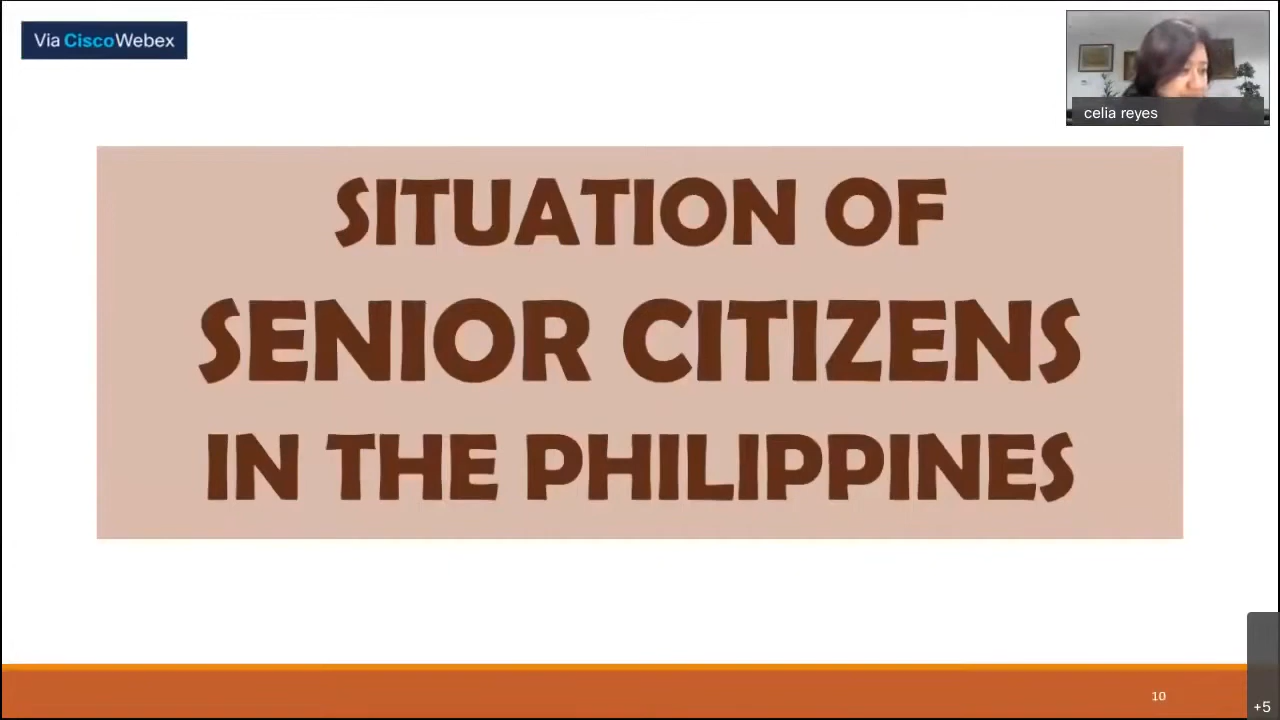 Via CiscoWebex
celia reyes
SITUATION OF
SENIOR CITIZENS
IN THE PHILIPPINES
10
+5